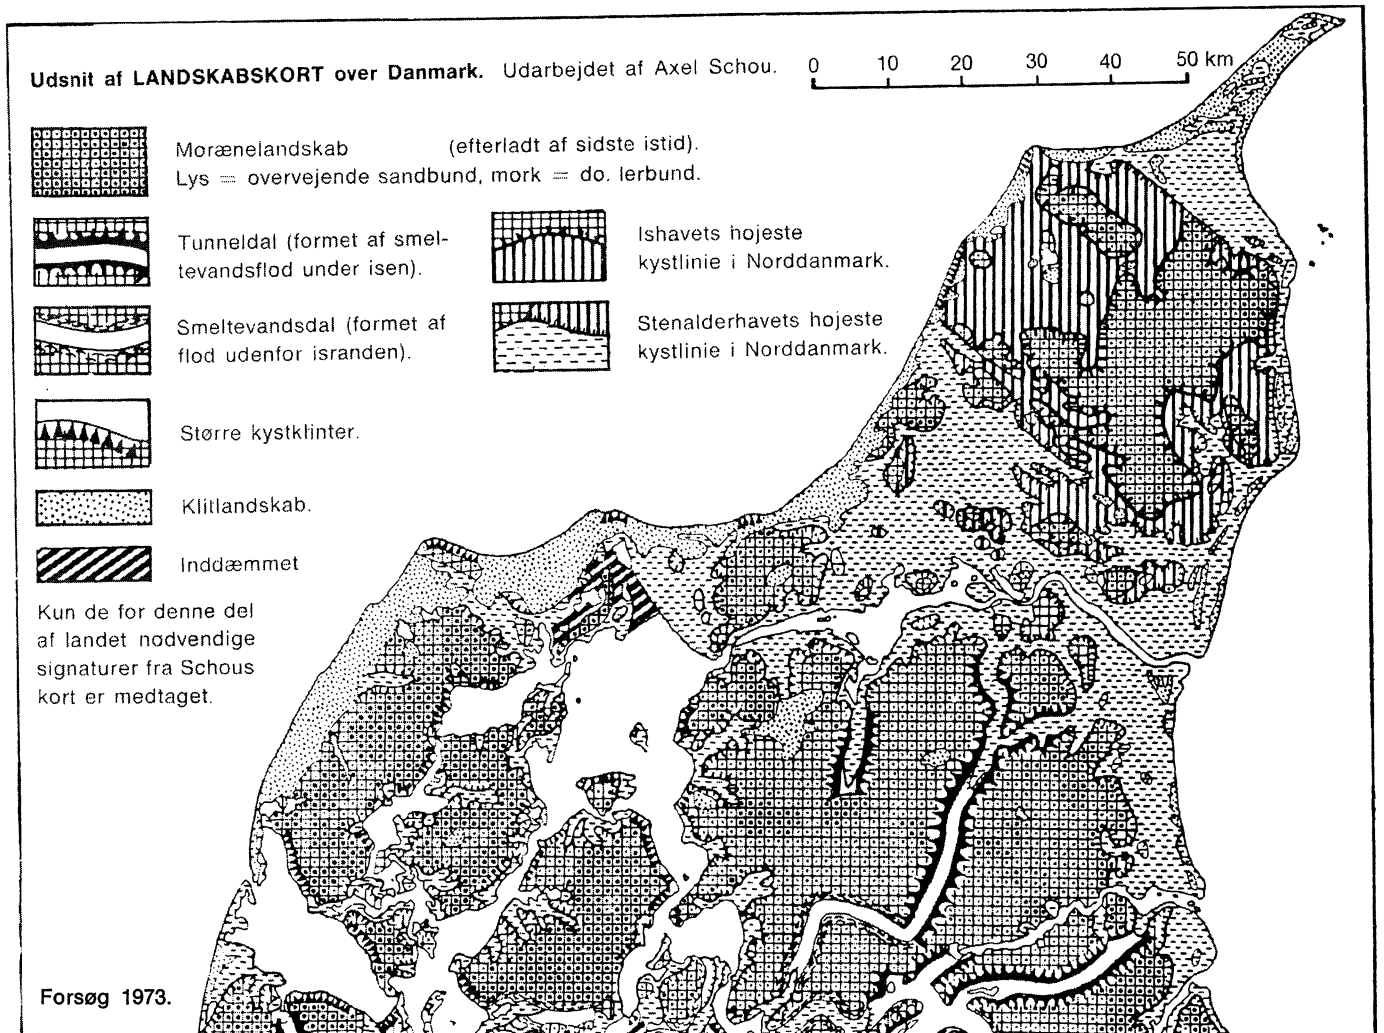 Udsnit af LANDSKABSKORT over Danmark. Udarbejdet af Axel Schou.
0 10 20 30 40 50 km
Morænelandskab (efterladt af sidste istid).
Lys = overvejende sandbund, mork = do. lerbund.
Tunneldal (formet af smel-
tevandsflod under isen).
Smeltevandsdal (formet af
flod udenfor isranden).
Større kystklinter.
Klitlandskab.
Inddæmmet
Ishavets hojeste
kystlinie i Norddanmark.
Stenalderhavets hojeste
kystlinie i Norddanmark.
Kun de for denne del
af landet nodvendige
signaturer fra Schous
kort er medtaget.
Forsøg 1973.